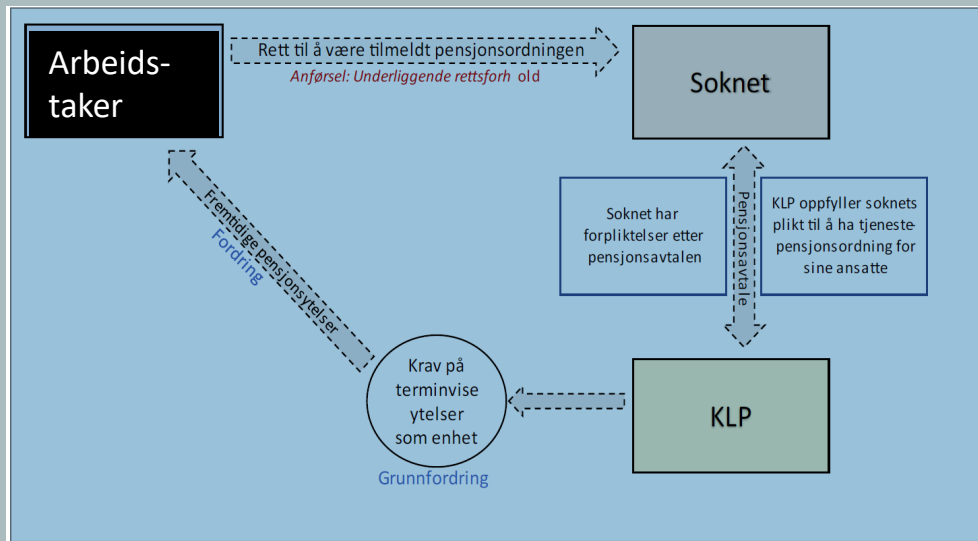 Arbeids-
taker
Rett til å være tilmeldt pensjonsordningen
Anførsel: Underliggende rettsforh old
Soknet
Soknet har
forpliktelser etter
pensjonsavtalen
Pensjonsavtale
KLP oppfyller soknets
plikt til å ha tjeneste-
pensjonsordning for
sine ansatte
Fremtidige pensjonsytelser
Fordring
Krav på
terminvise
ytelser
som enhet
Grunnfordring
KLP